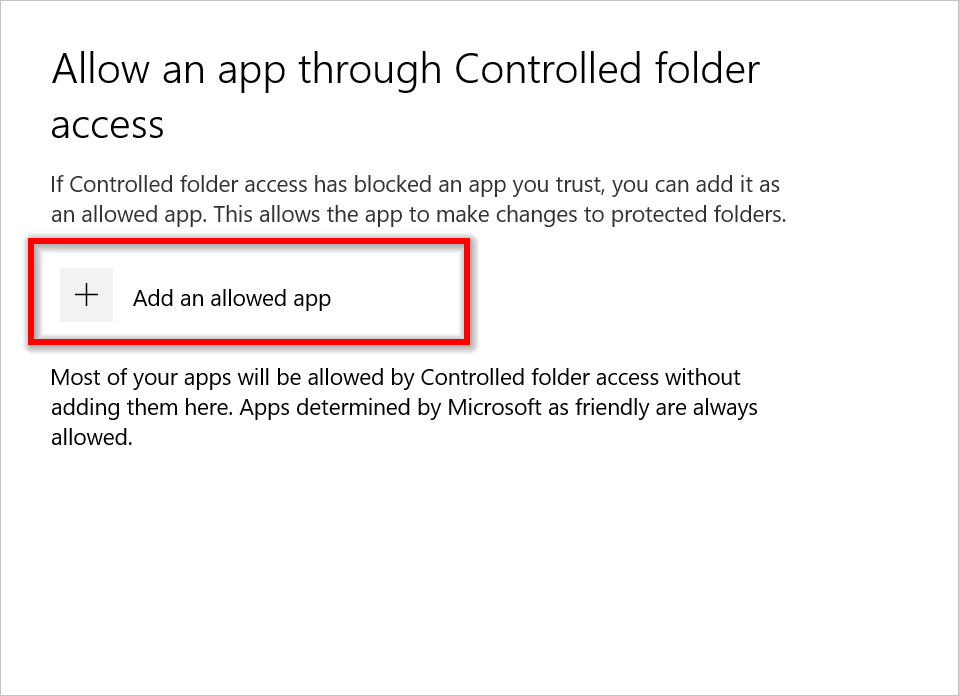 Allow an app through Controlled folder
access
If Controlled folder access has blocked an app you trust, you can add it as
an allowed app. This allows the app to make changes to protected folders.
Add an allowed app
Most of your apps will be allowed by Controlled folder access without
adding them here. Apps determined by Microsoft as friendly are always
allowed.